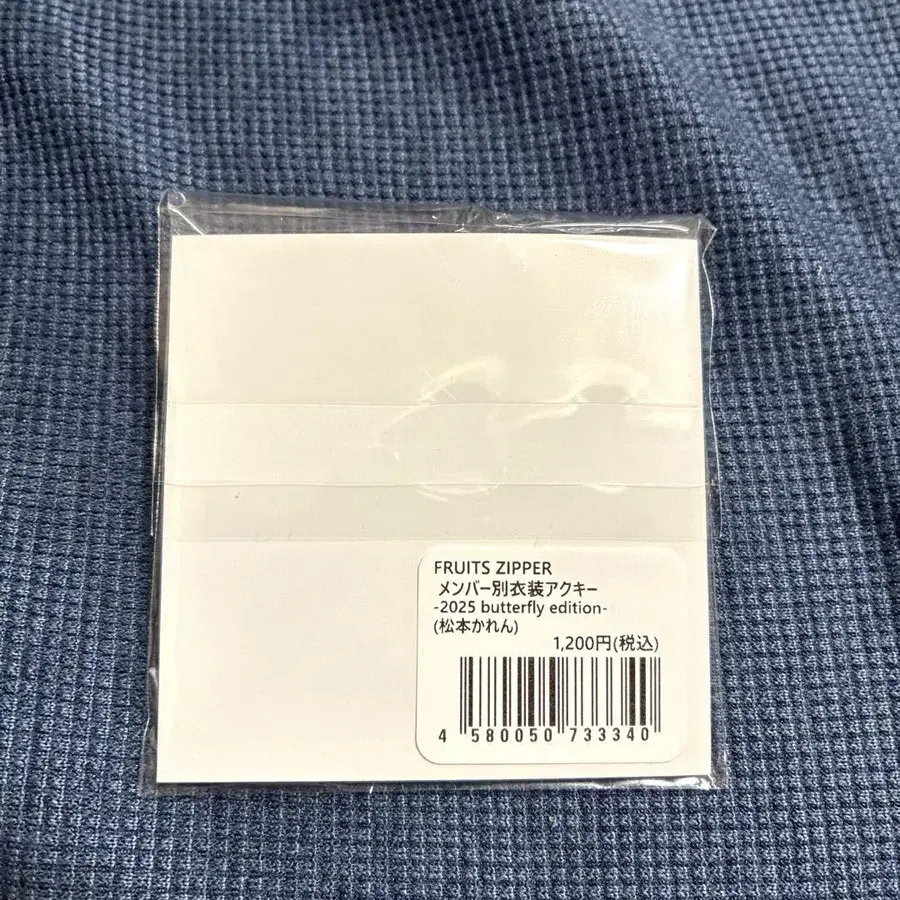 FRUITS ZIPPER
メンバー別衣装アクキー
-2025 butterfly edition-
(松本かれん)
1,200円(税込)
4 580050 733340